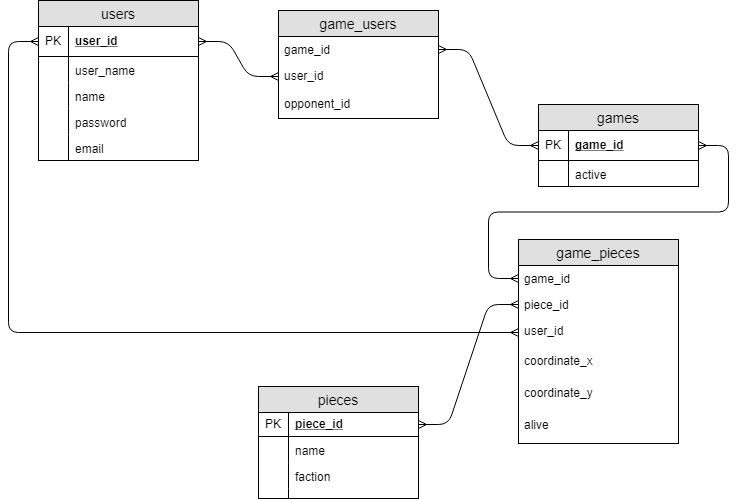 users
PK user_id
user_name
name
password
email
game_users
game_id
user_id
opponent_id
games
PK game_id
active
game_pieces
game_id
piece_id
user_id
coordinate_x
coordinate_y
alive
pieces
PK piece_id
name
faction